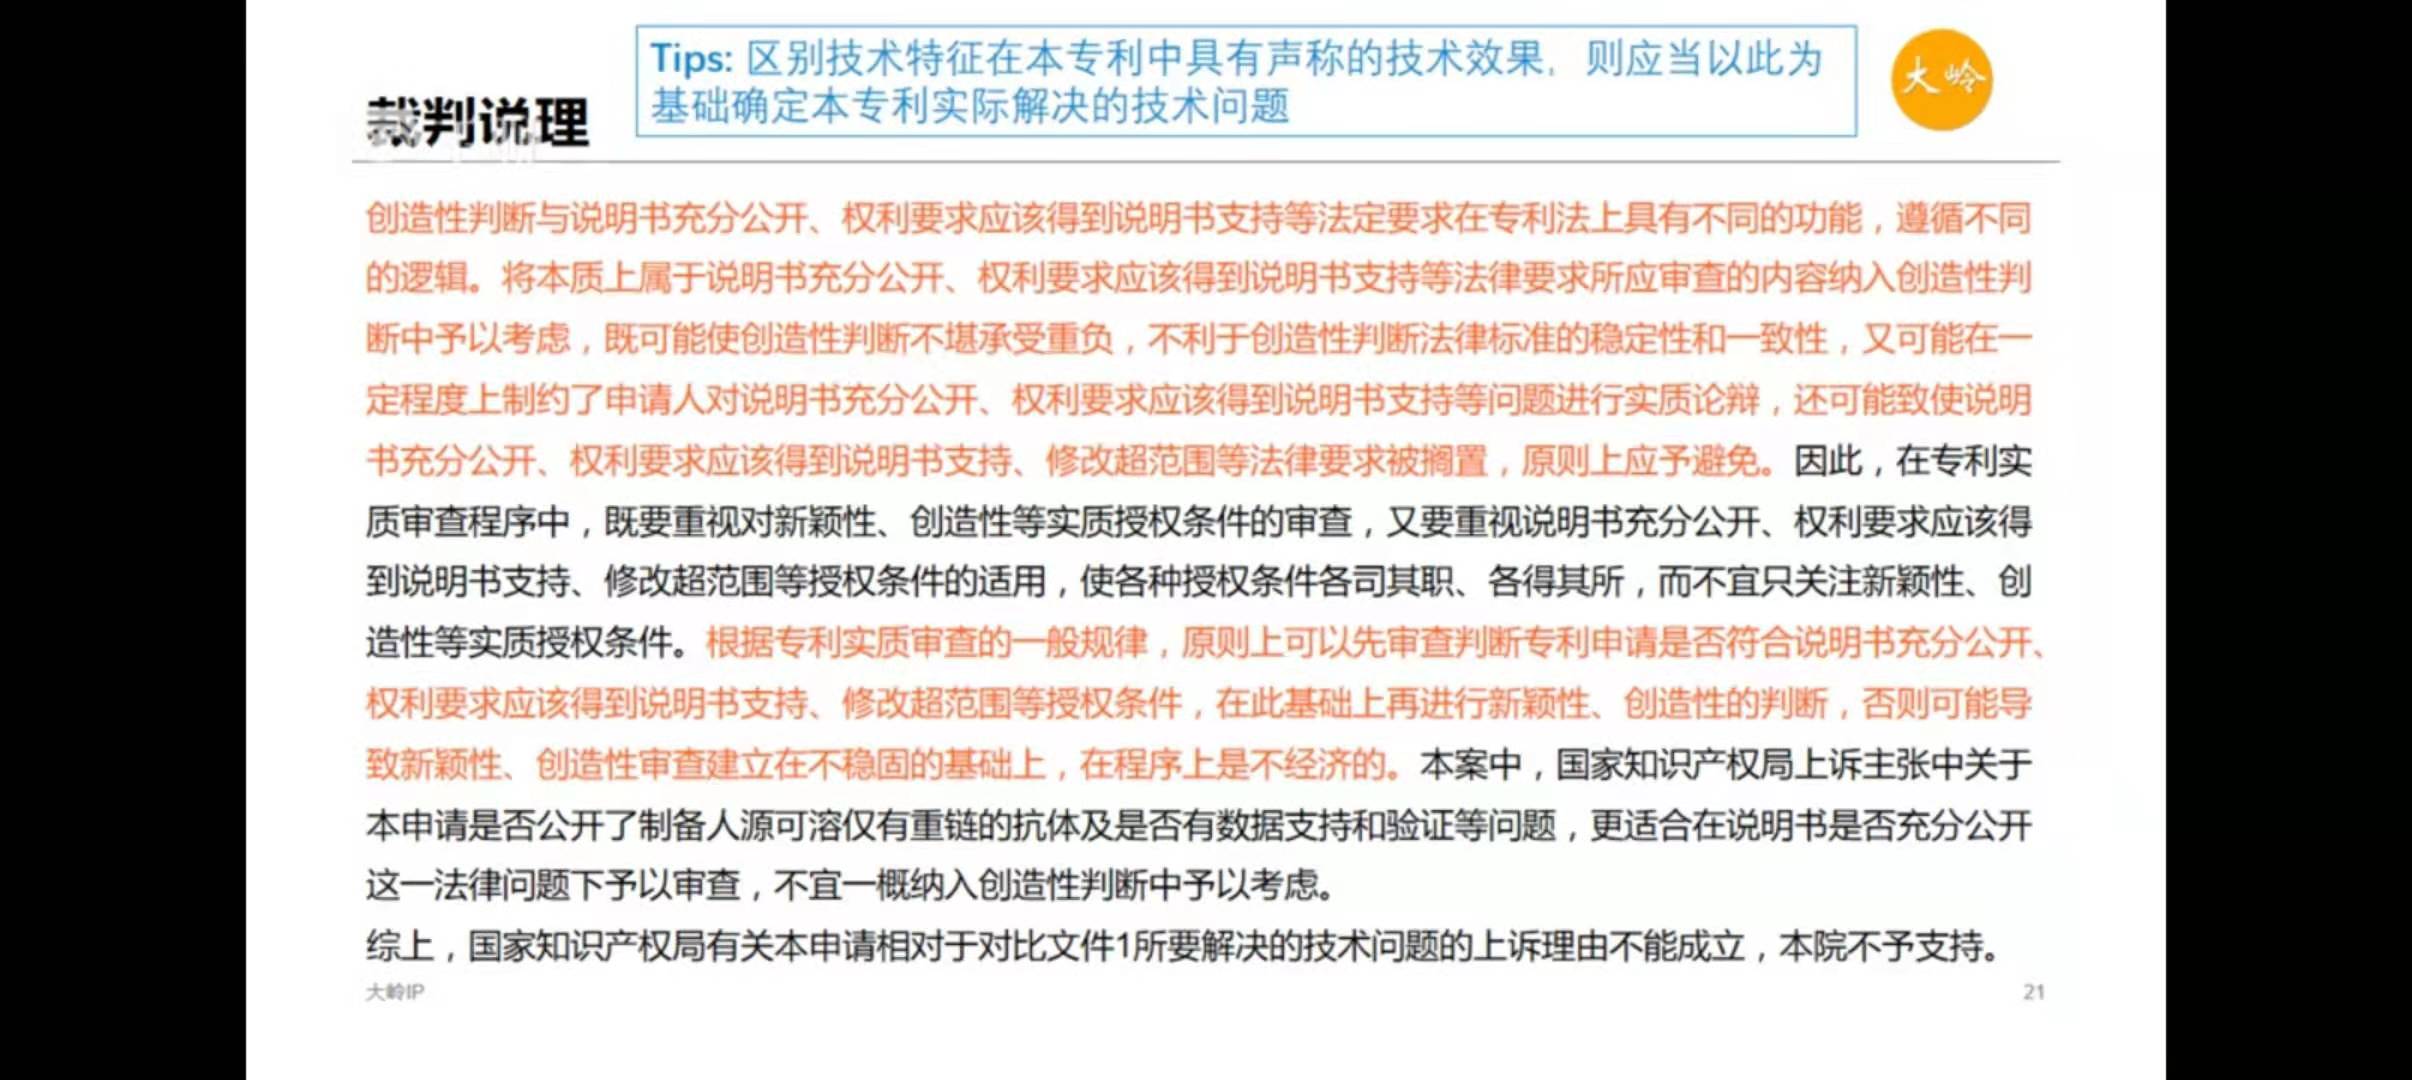 Tips: 区别技术特征在本专利中具有声称的技术效果，则应当以此为
基础确定本专利实际解决的技术问题
大岭
裁判说理
创造性判断与说明书充分公开、权利要求应该得到说明书支持等法定要求在专利法上具有不同的功能，遵循不同
的逻辑。将本质上属于说明书充分公开、权利要求应该得到说明书支持等法律要求所应审查的内容纳入创造性判
断中予以考虑，既可能使创造性判断不堪承受重负，不利于创造性判断法律标准的稳定性和一致性，又可能在一
定程度上制约了申请人对说明书充分公开、权利要求应该得到说明书支持等问题进行实质论辩，还可能致使说明
书充分公开、权利要求应该得到说明书支持、修改超范围等法律要求被搁置，原则上应予避免。因此，在专利实
质审查程序中，既要重视对新颖性、创造性等实质授权条件的审查，又要重视说明书充分公开、权利要求应该得
到说明书支持、修改超范围等授权条件的适用，使各种授权条件各司其职、各得其所，而不宜只关注新颖性、创
造性等实质授权条件。根据专利实质审查的一般规律，原则上可以先审查判断专利申请是否符合说明书充分公开、
权利要求应该得到说明书支持、修改超范围等授权条件，在此基础上再进行新颖性、创造性的判断，否则可能导
致新颖性、创造性审查建立在不稳固的基础上，在程序上是不经济的。本案中，国家知识产权局上诉主张中关于
本申请是否公开了制备人源可溶仅有重链的抗体及是否有数据支持和验证等问题，更适合在说明书是否充分公开
这一法律问题下予以审查，不宜一概纳入创造性判断中予以考虑。
综上，国家知识产权局有关本申请相对于对比文件1所要解决的技术问题的上诉理由不能成立，本院不予支持。
大岭IP
21